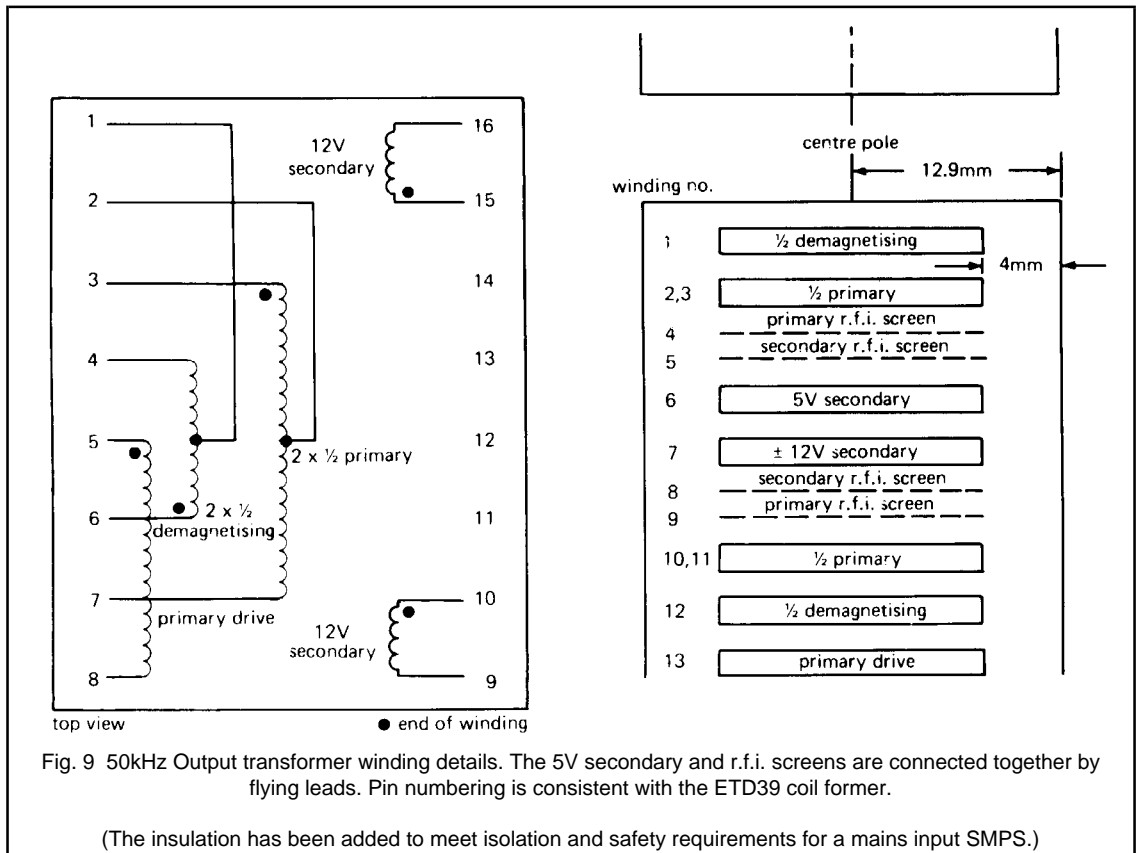 1
2
3
4
5
6
7
8
16
15
14
13
12
11
10
9
12V
secondary
2 x ½ primary
2 x ½
demagnetising
primary drive
12V
secondary
top view
● end of winding
centre pole
12.9mm
winding no.
1
½ demagnetising
4mm
2,3
½ primary
primary r.f.i. screen
4
secondary r.f.i. screen
5
6
5V secondary
7
± 12V secondary
secondary r.f.i. screen
8
primary r.f.i. screen
9
10,11
½ primary
12
½ demagnetising
13
primary drive
Fig. 9 50kHz Output transformer winding details. The 5V secondary and r.f.i. screens are connected together by
flying leads. Pin numbering is consistent with the ETD39 coil former.
(The insulation has been added to meet isolation and safety requirements for a mains input SMPS.)